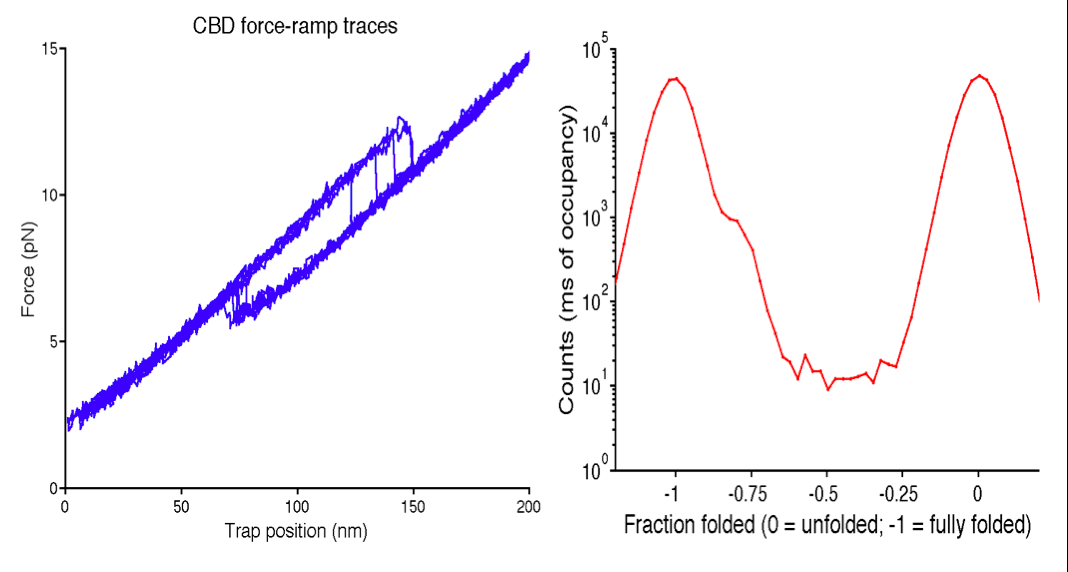 CBD force-ramp traces
15
10
5
0
Force (pN)
0 50 100 150 200
Trap position (nm)
10^5
10^4
10^3
10^2
10^1
10^0
Counts (ms of occupancy)
-1 -0.75 -0.5 -0.25 0
Fraction folded (0 = unfolded; -1 = fully folded)